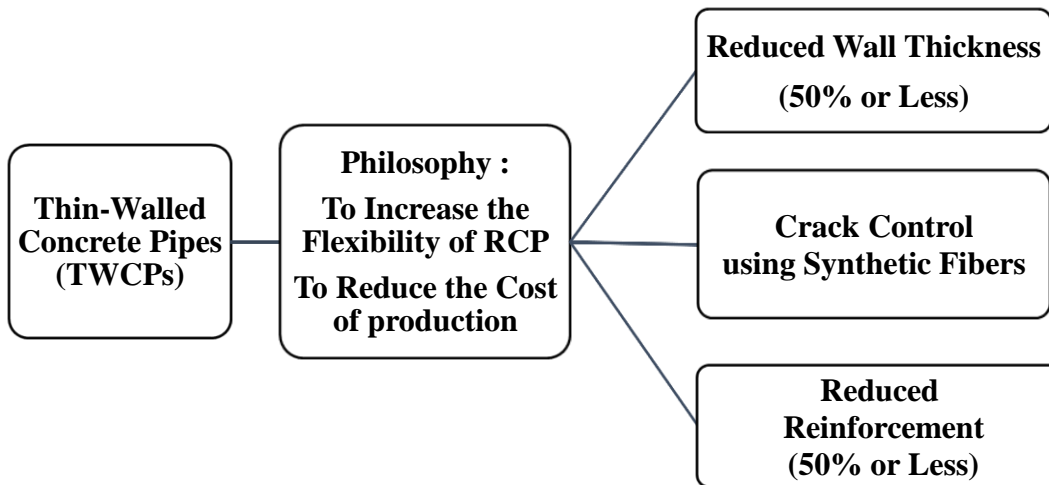 Thin-Walled
Concrete Pipes
(TWCPs)
Philosophy :
To Increase the
Flexibility of RCP
To Reduce the Cost
of production
Reduced Wall Thickness
(50% or Less)
Crack Control
using Synthetic Fibers
Reduced
Reinforcement
(50% or Less)